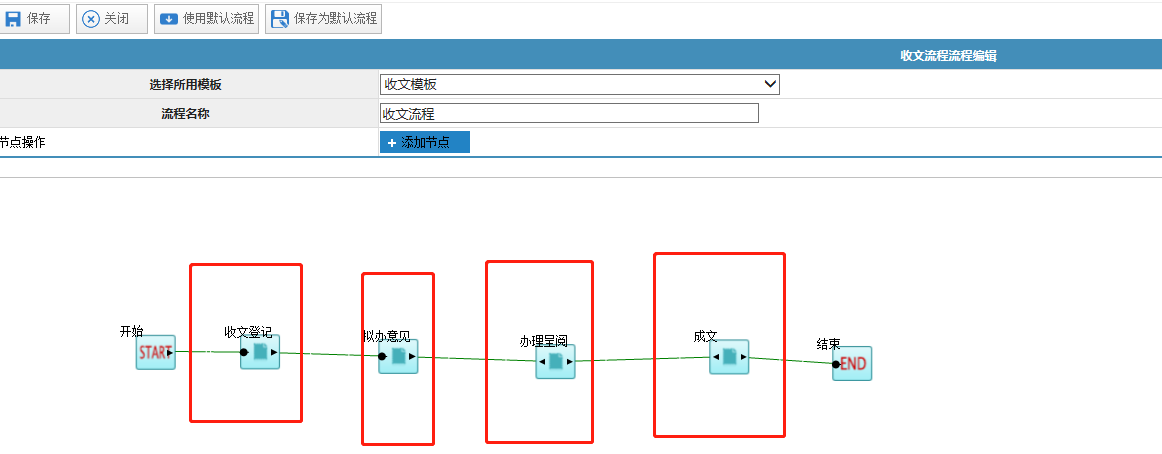 保存 关闭 使用默认流程 保存为默认流程
收文流程流程编辑
选择所用模板 收文模板
流程名称 收文流程
节点操作 + 添加节点
开始 收文登记 拟办意见 办理呈阅 成文 结束
START END